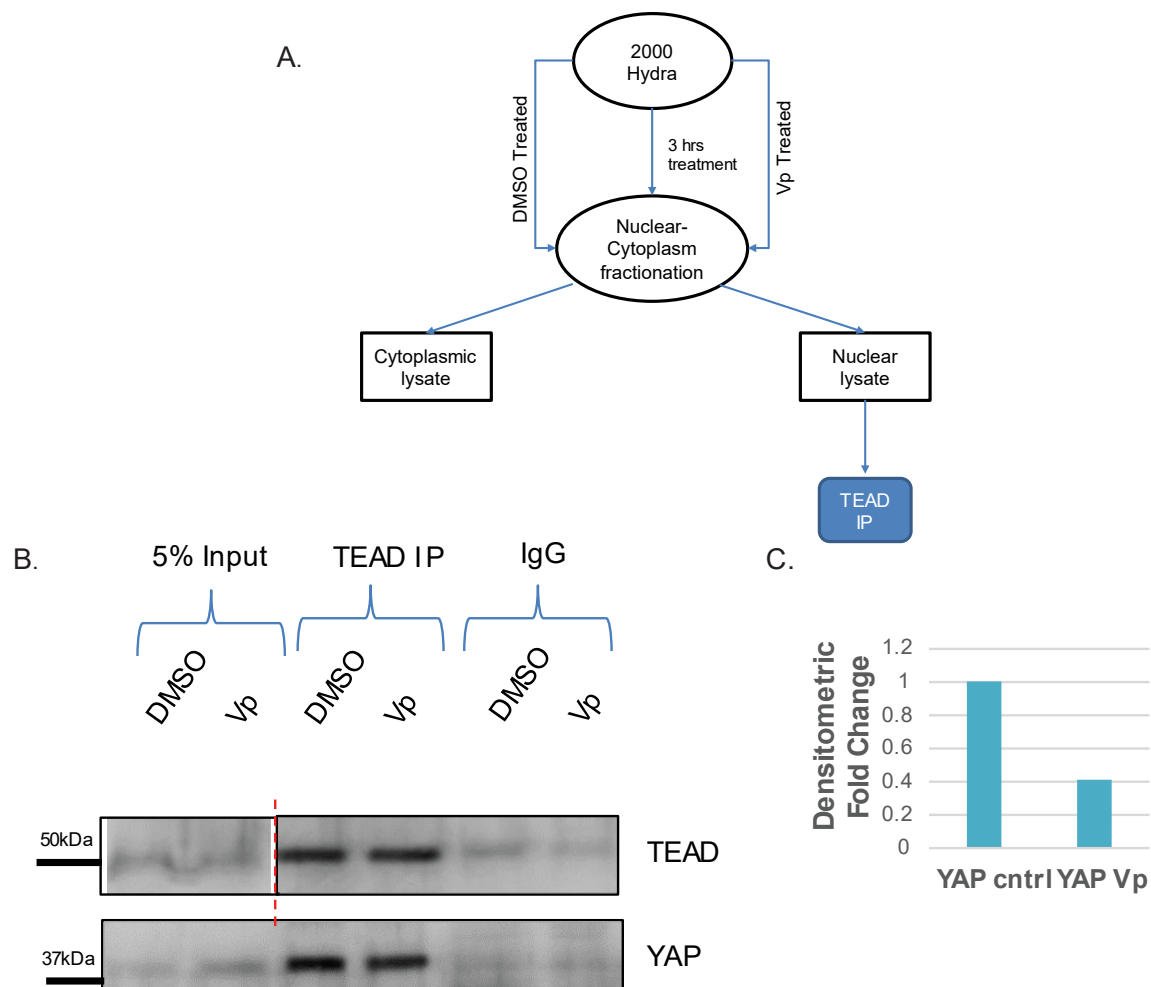 A.
2000
Hydra
DMSO Treated
3 hrs
treatment
Vp Treated
Nuclear-
Cytoplasm
fractionation
Cytoplasmic
lysate
Nuclear
lysate
TEAD
IP
B.
5% Input
TEAD IP
IgG
DMSO
Vp
DMSO
Vp
DMSO
Vp
50kDa
TEAD
37kDa
YAP
C.
Densitometric
Fold Change
1.2
1
0.8
0.6
0.4
0.2
0
YAP cntrl
YAP Vp